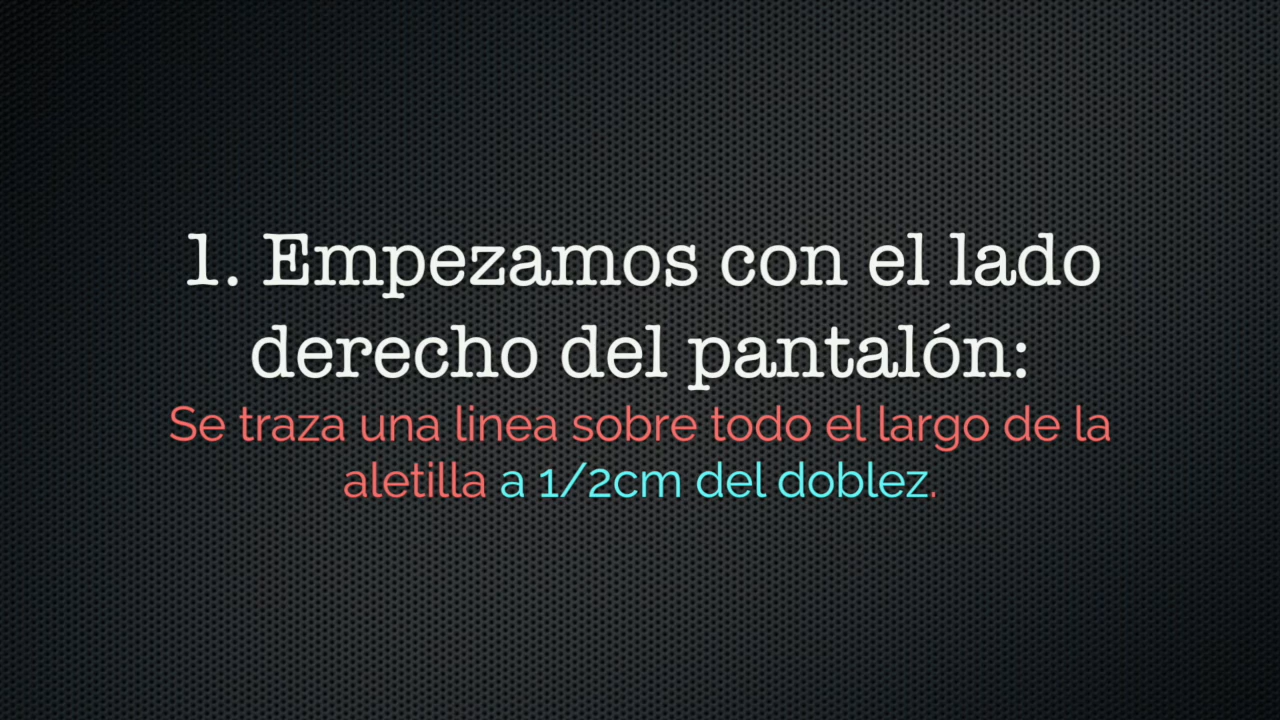 1. Empezamos con el lado
derecho del pantalón:
Se traza una linea sobre todo el largo de la
aletilla a 1/2cm del doblez.